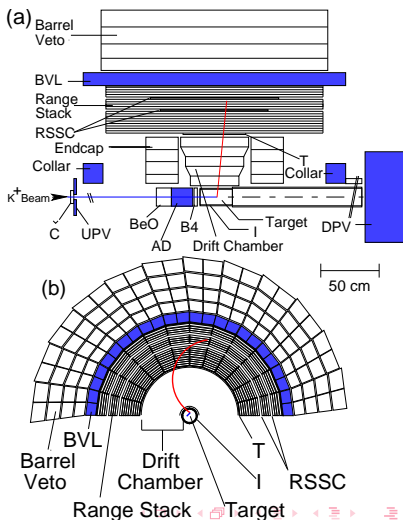 (a)
Barrel
Veto
BVL
Range
Stack
RSSC
Endcap
Collar
T
Collar
K+ Beam
C
UPV
BeO
AD
B4
Target
I
Drift Chamber
DPV
50 cm
(b)
BVL
Barrel
Veto
Drift
Chamber
T
I
RSSC
Range Stack
Target